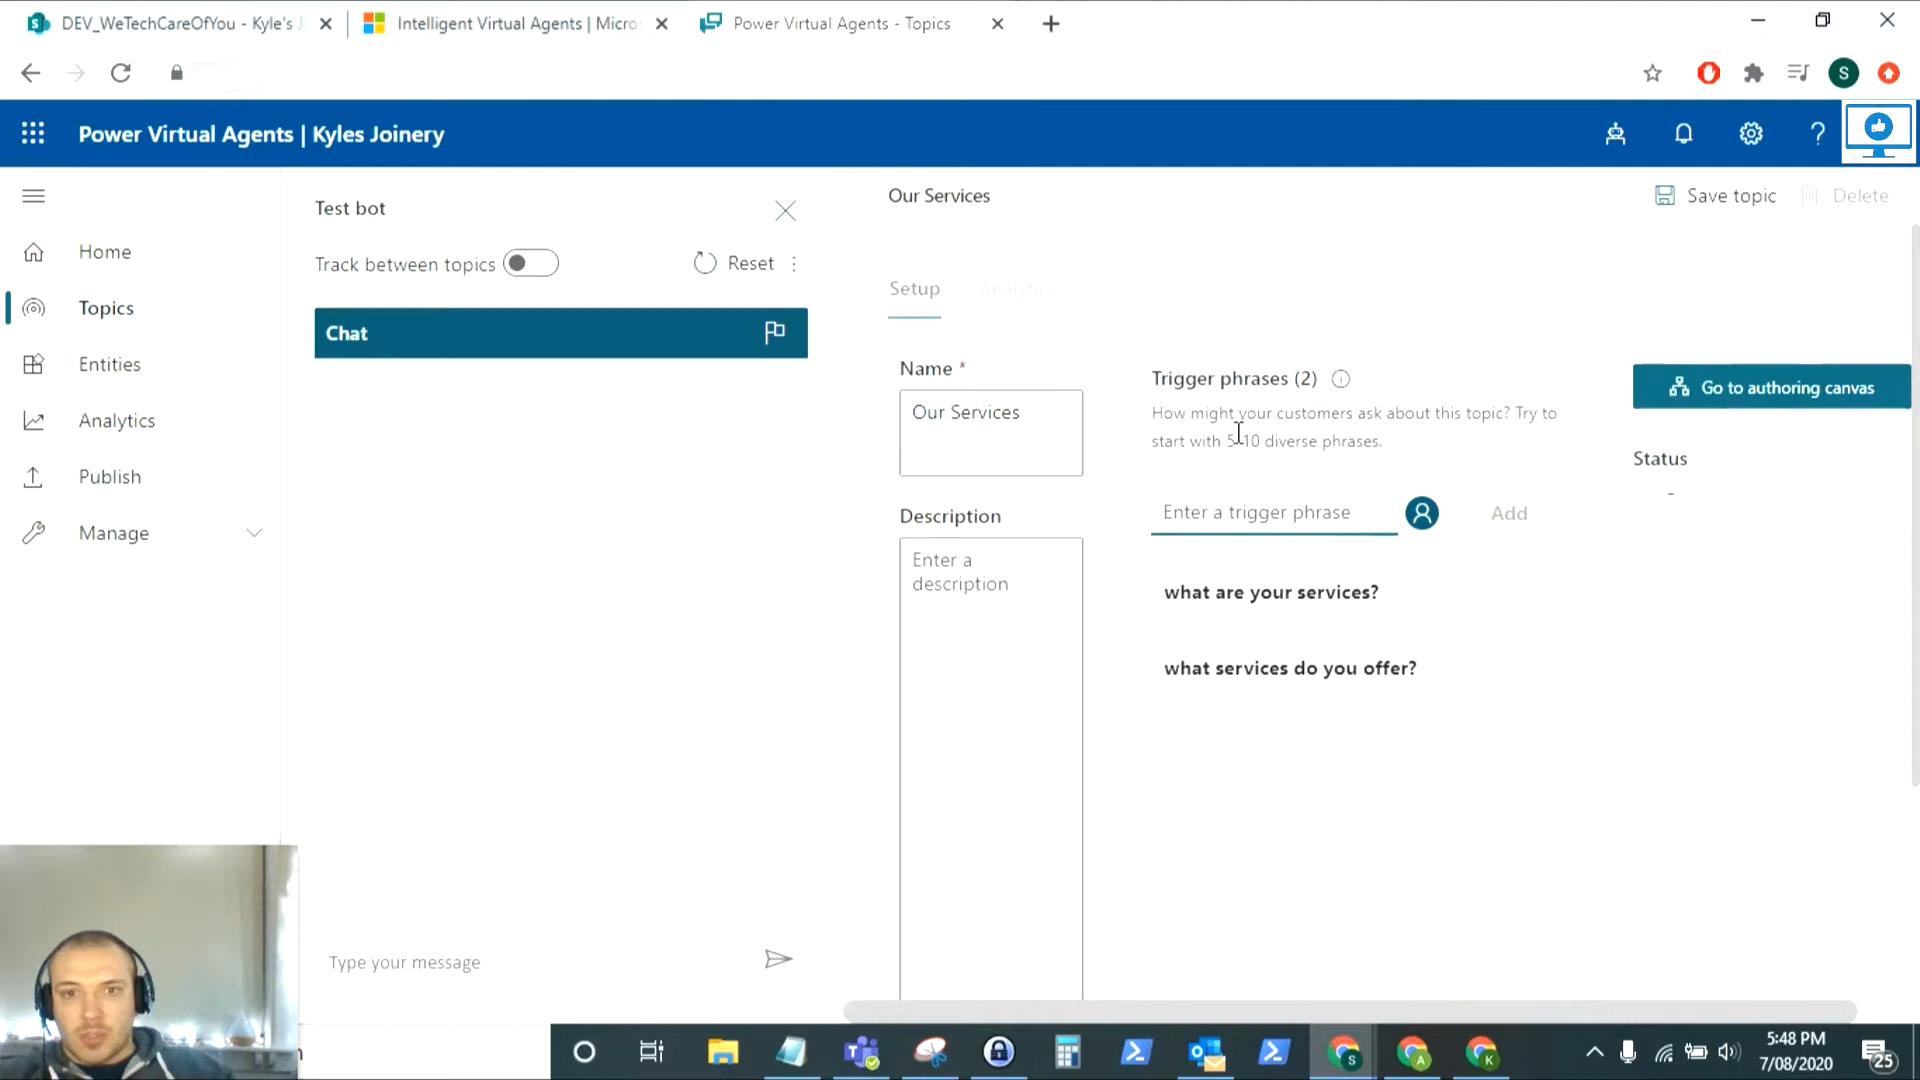 DEV_WeTechCareOfYou - Kyle's J
Intelligent Virtual Agents | Micro
Power Virtual Agents - Topics
S
Power Virtual Agents | Kyles Joinery
?
Test bot
Our Services
Save topic
Delete
Home
Track between topics
Reset
Setup
Analytics
Topics
Chat
Entities
Name *
Trigger phrases (2)
Go to authoring canvas
Our Services
How might your customers ask about this topic? Try to
start with 5-10 diverse phrases.
Analytics
Status
-
Publish
Description
Enter a trigger phrase
Add
Manage
Enter a
description
what are your services?
what services do you offer?
Type your message
5:48 PM
7/08/2020
25
S
A
K